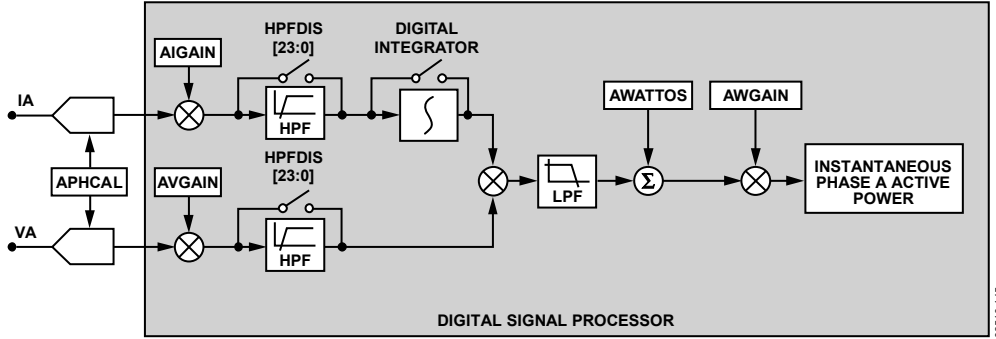 HPFDIS
[23:0]
DIGITAL
INTEGRATOR
AIGAIN
IA
HPF
AWATTOS
AWGAIN
APHCAL
AVGAIN
HPFDIS
[23:0]
LPF
Σ
INSTANTANEOUS
PHASE A ACTIVE
POWER
VA
HPF
DIGITAL SIGNAL PROCESSOR